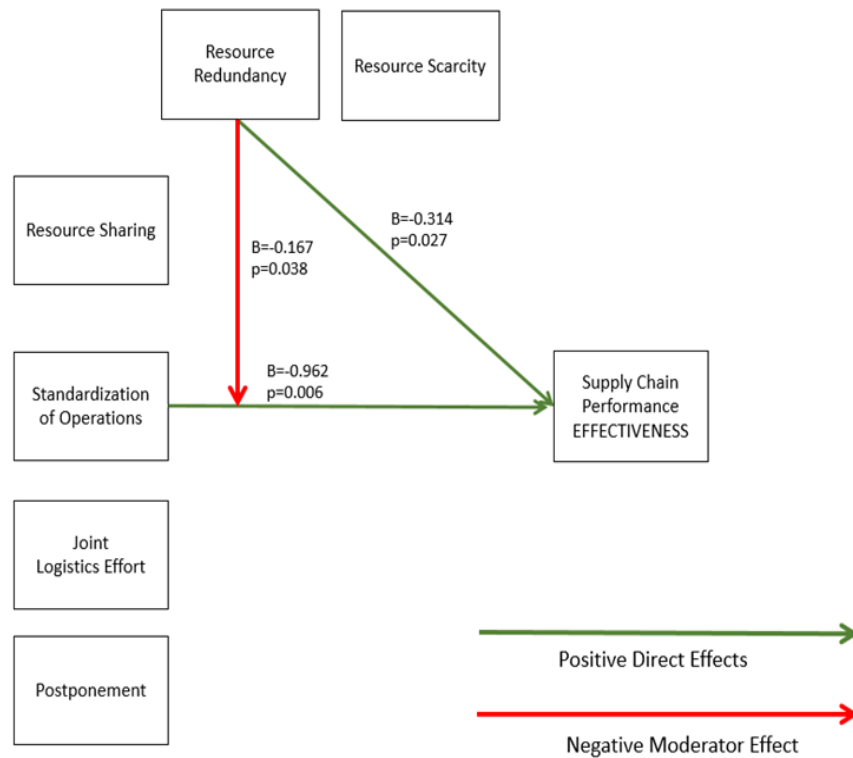 Resource
Redundancy
Resource Scarcity
Resource Sharing
B=-0.314
p=0.027
B=-0.167
p=0.038
Standardization
of Operations
B=-0.962
p=0.006
Supply Chain
Performance
EFFECTIVENESS
Joint
Logistics Effort
Postponement
Positive Direct Effects
Negative Moderator Effect